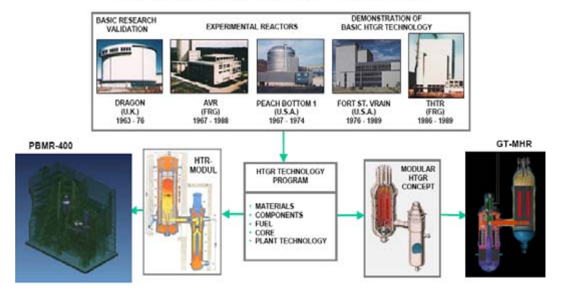 BASIC RESEARCH
VALIDATION
EXPERIMENTAL REACTORS
DEMONSTRATION OF
BASIC HTGR TECHNOLOGY
DRAGON
(U.K.)
1963 - 76
AVR
(FRG)
1967 - 1988
PEACH BOTTOM 1
(U.S.A.)
1967 - 1974
FORT ST. VRAIN
(U.S.A.)
1976 - 1989
THTR
(FRG)
1986 - 1989
PBMR-400
HTR-
MODUL
HTGR TECHNOLOGY
PROGRAM
• MATERIALS
• COMPONENTS
• FUEL
• CORE
• PLANT TECHNOLOGY
MODULAR
HTGR
CONCEPT
GT-MHR